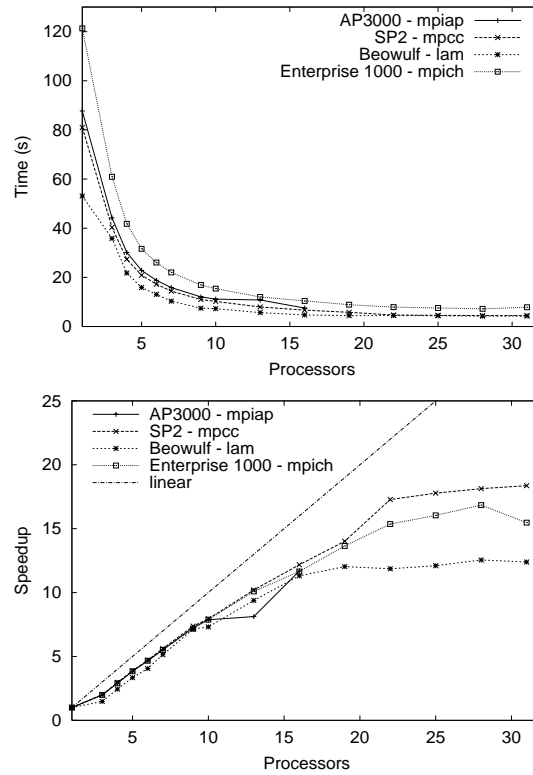 120
100
80
60
40
20
0
Time (s)
AP3000 - mpiap
SP2 - mpcc
Beowulf - lam
Enterprise 1000 - mpich
5 10 15 20 25 30
Processors
25
20
15
10
5
0
Speedup
AP3000 - mpiap
SP2 - mpcc
Beowulf - lam
Enterprise 1000 - mpich
linear
5 10 15 20 25 30
Processors